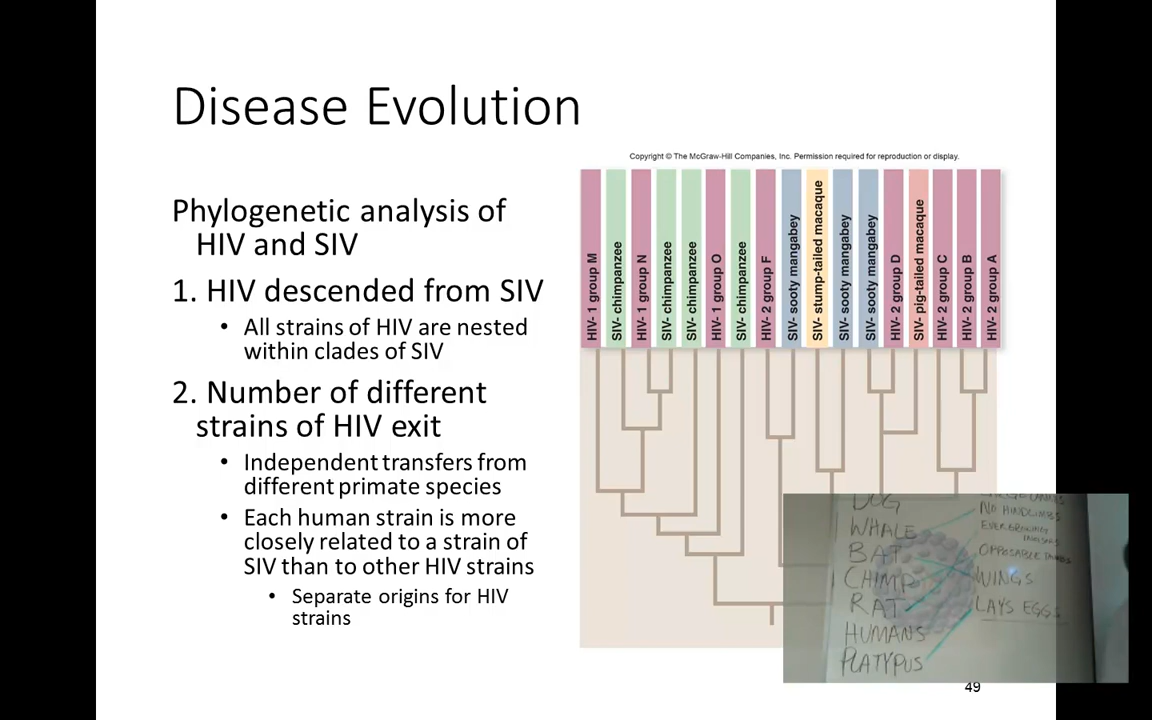 Disease Evolution
Copyright © The McGraw-Hill Companies, Inc. Permission required for reproduction or display.
Phylogenetic analysis of
HIV and SIV
1. HIV descended from SIV
• All strains of HIV are nested
within clades of SIV
2. Number of different
strains of HIV exit
• Independent transfers from
different primate species
• Each human strain is more
closely related to a strain of
SIV than to other HIV strains
• Separate origins for HIV
strains
HIV- 1 group M
SIV- chimpanzee
HIV- 1 group N
SIV- chimpanzee
SIV- chimpanzee
HIV- 1 group O
SIV- chimpanzee
HIV- 2 group F
SIV- sooty mangabey
SIV- stump-tailed macaque
SIV- sooty mangabey
SIV- sooty mangabey
HIV- 2 group D
SIV- pig-tailed macaque
HIV- 2 group C
HIV- 2 group B
HIV- 2 group A
DOG
WHALE
BAT
CHIMP
RAT
HUMANS
PLATYPUS
NO HINDLIMBS
EVERGROWING
INCISORS
OPPOSABLE THUMBS
WINGS
LAYS EGGS
49